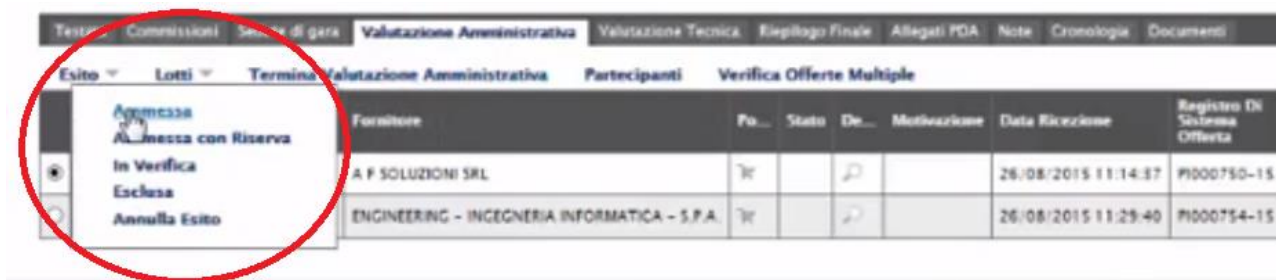 Testata Commissioni Sedute di gara Valutazione Amministrativa Valutazione Tecnica Riepilogo Finale Allegati PDA Note Cronologia Documenti
Esito Lotti Termina Valutazione Amministrativa Partecipanti Verifica Offerte Multiple
Ammessa
Ammessa con Riserva
In Verifica
Esclusa
Annulla Esito
Fornitore Po... Stato De... Motivazione Data Ricezione Registro Di Sistema Offerta
A F SOLUZIONI SRL 26/08/2015 11:14:37 PI000750-15
ENGINEERING - INGEGNERIA INFORMATICA - S.P.A. 26/08/2015 11:29:40 PI000754-15